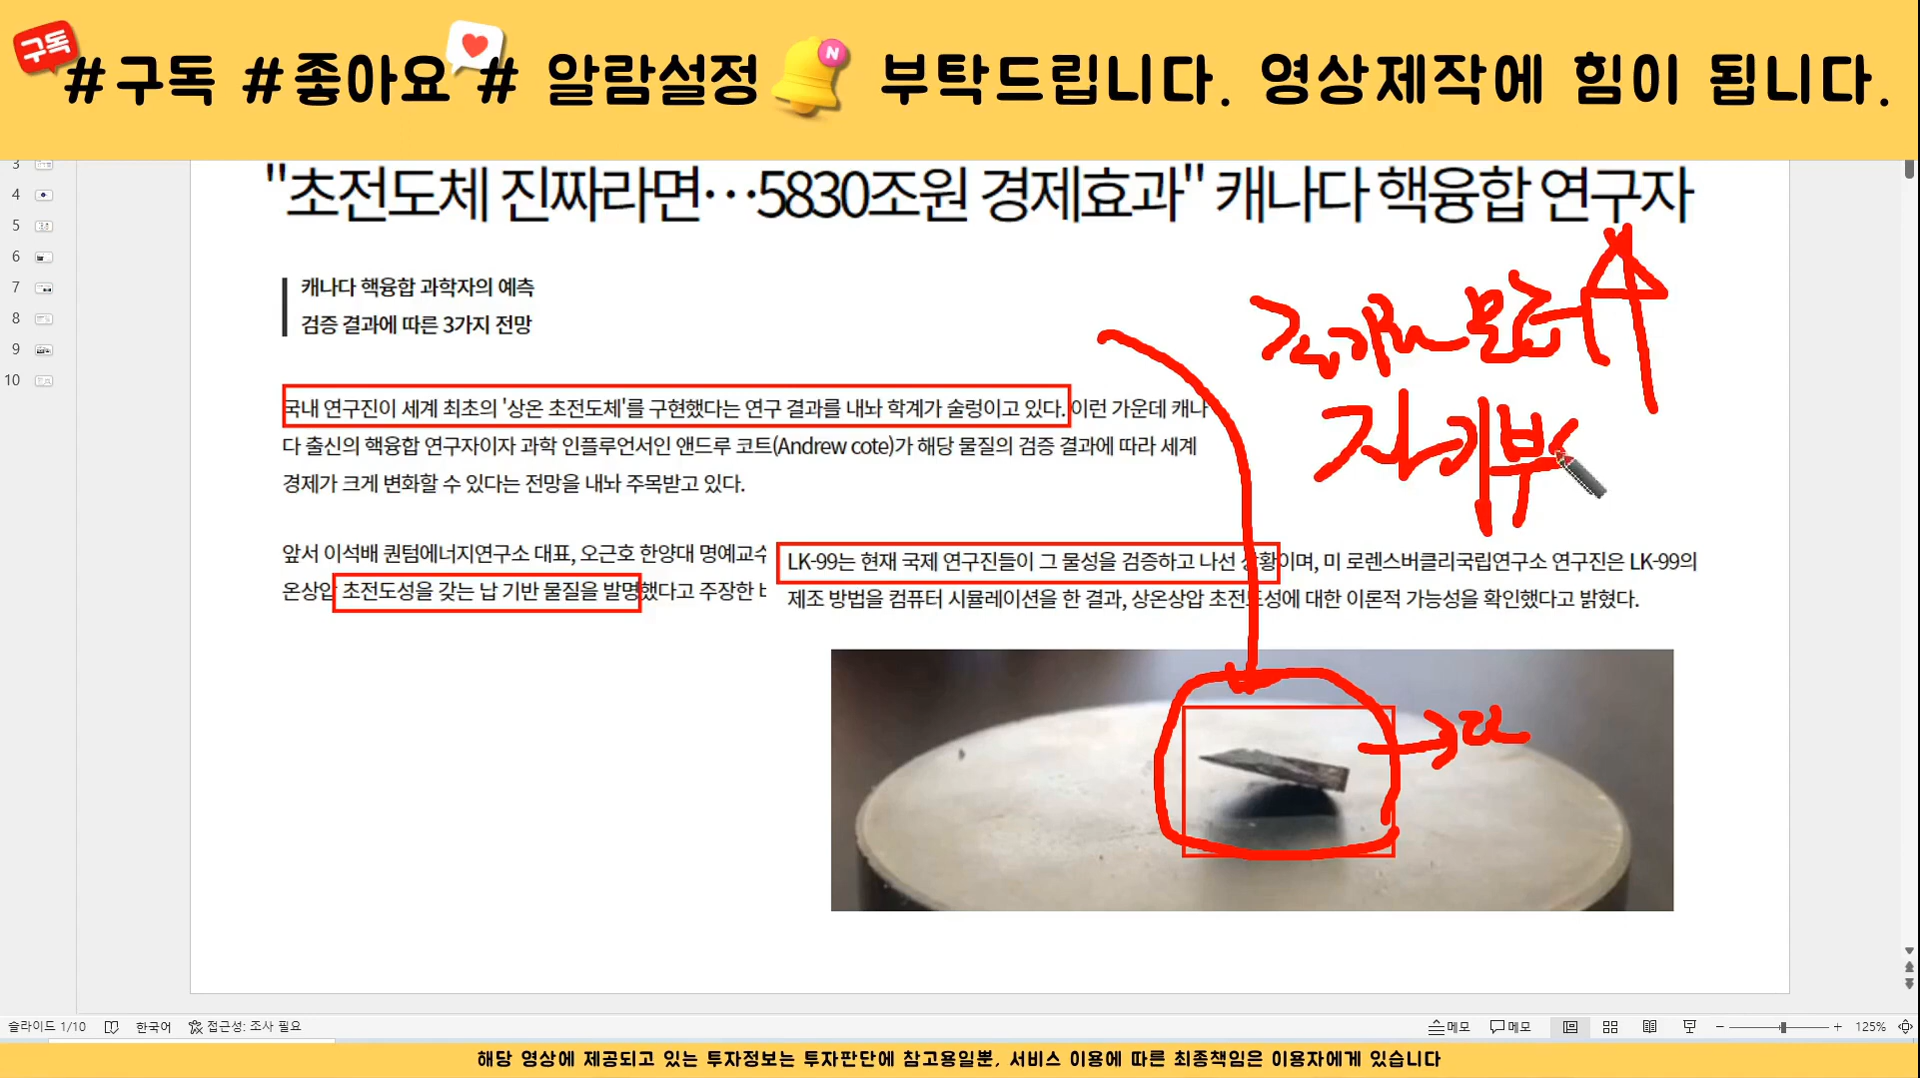 구독
#구독 #좋아요 # 알람설정 N 부탁드립니다. 영상제작에 힘이 됩니다.
3
4
5
6
7
8
9
10
"초전도체 진짜라면…5830조원 경제효과" 캐나다 핵융합 연구자
캐나다 핵융합 과학자의 예측
검증 결과에 따른 3가지 전망
국내 연구진이 세계 최초의 '상온 초전도체'를 구현했다는 연구 결과를 내놔 학계가 술렁이고 있다. 이런 가운데 캐나
다 출신의 핵융합 연구자이자 과학 인플루언서인 앤드루 코트(Andrew cote)가 해당 물질의 검증 결과에 따라 세계
경제가 크게 변화할 수 있다는 전망을 내놔 주목받고 있다.
자기부
앞서 이석배 퀀텀에너지연구소 대표, 오근호 한양대 명예교수
온상압 초전도성을 갖는 납 기반 물질을 발명했다고 주장한
LK-99는 현재 국제 연구진들이 그 물성을 검증하고 나선 상황이며, 미 로렌스버클리국립연구소 연구진은 LK-99의
제조 방법을 컴퓨터 시뮬레이션을 한 결과, 상온상압 초전도성에 대한 이론적 가능성을 확인했다고 밝혔다.
슬라이드 1/10 한국어 접근성: 조사 필요 메모 메모 125%
해당 영상에 제공되고 있는 투자정보는 투자판단에 참고용일뿐, 서비스 이용에 따른 최종책임은 이용자에게 있습니다